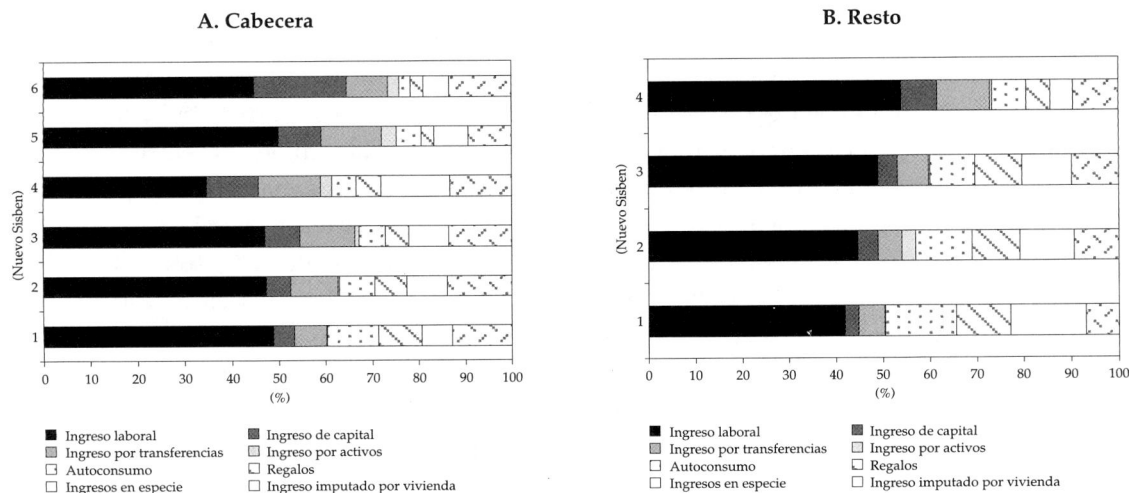 A. Cabecera
(Nuevo Sisben)
6
5
4
3
2
1
0 10 20 30 40 50 60 70 80 90 100
(%)
Ingreso laboral Ingreso de capital
Ingreso por transferencias Ingreso por activos
Autoconsumo Regalos
Ingresos en especie Ingreso imputado por vivienda
B. Resto
(Nuevo Sisben)
4
3
2
1
0 10 20 30 40 50 60 70 80 90 100
(%)
Ingreso laboral Ingreso de capital
Ingreso por transferencias Ingreso por activos
Autoconsumo Regalos
Ingresos en especie Ingreso imputado por vivienda